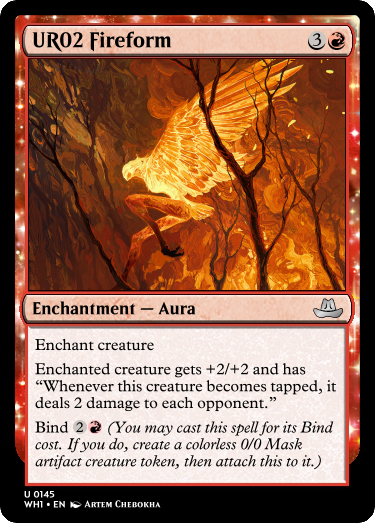 UR02 Fireform 3
Enchantment — Aura
Enchant creature
Enchanted creature gets +2/+2 and has
“Whenever this creature becomes tapped, it
deals 2 damage to each opponent.”
Bind 2 (You may cast this spell for its Bind
cost. If you do, create a colorless 0/0 Mask
artifact creature token, then attach this to it.)
U 0145
WH1 • EN Artem Chebokha